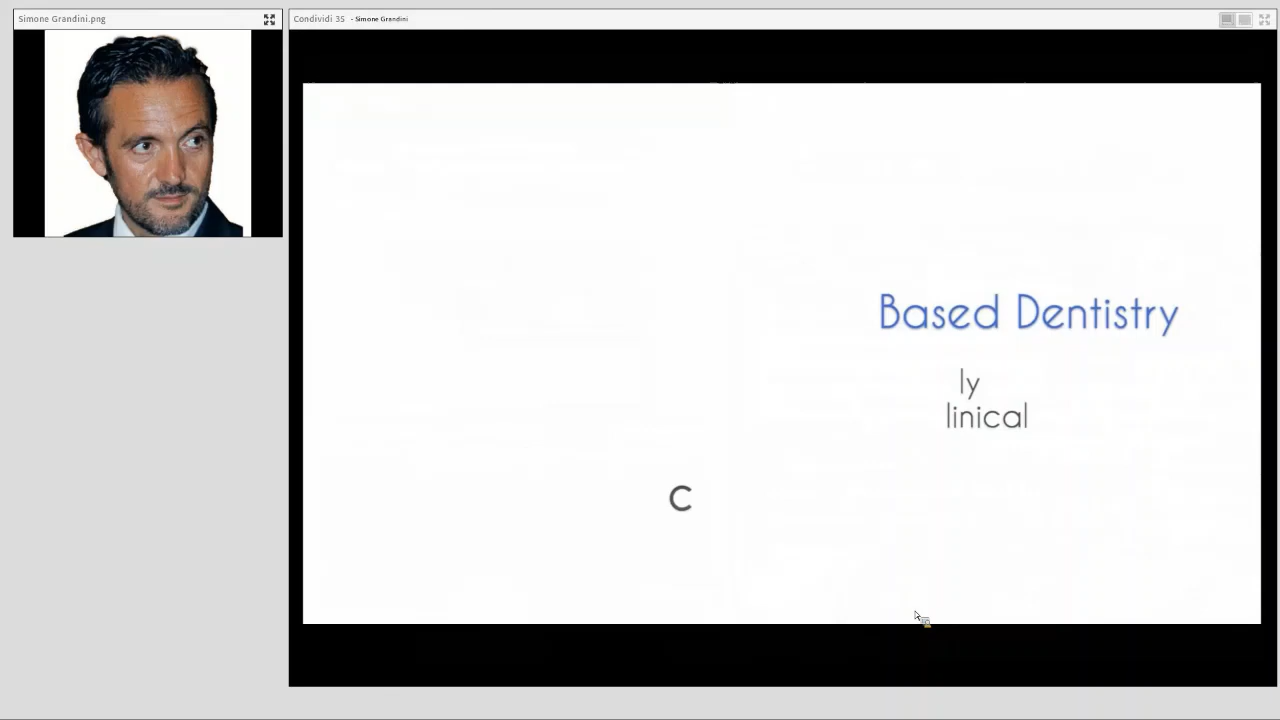 Simone Grandini.png
Condividi 35 - Simone Grandini
Based Dentistry
ly
linical
C